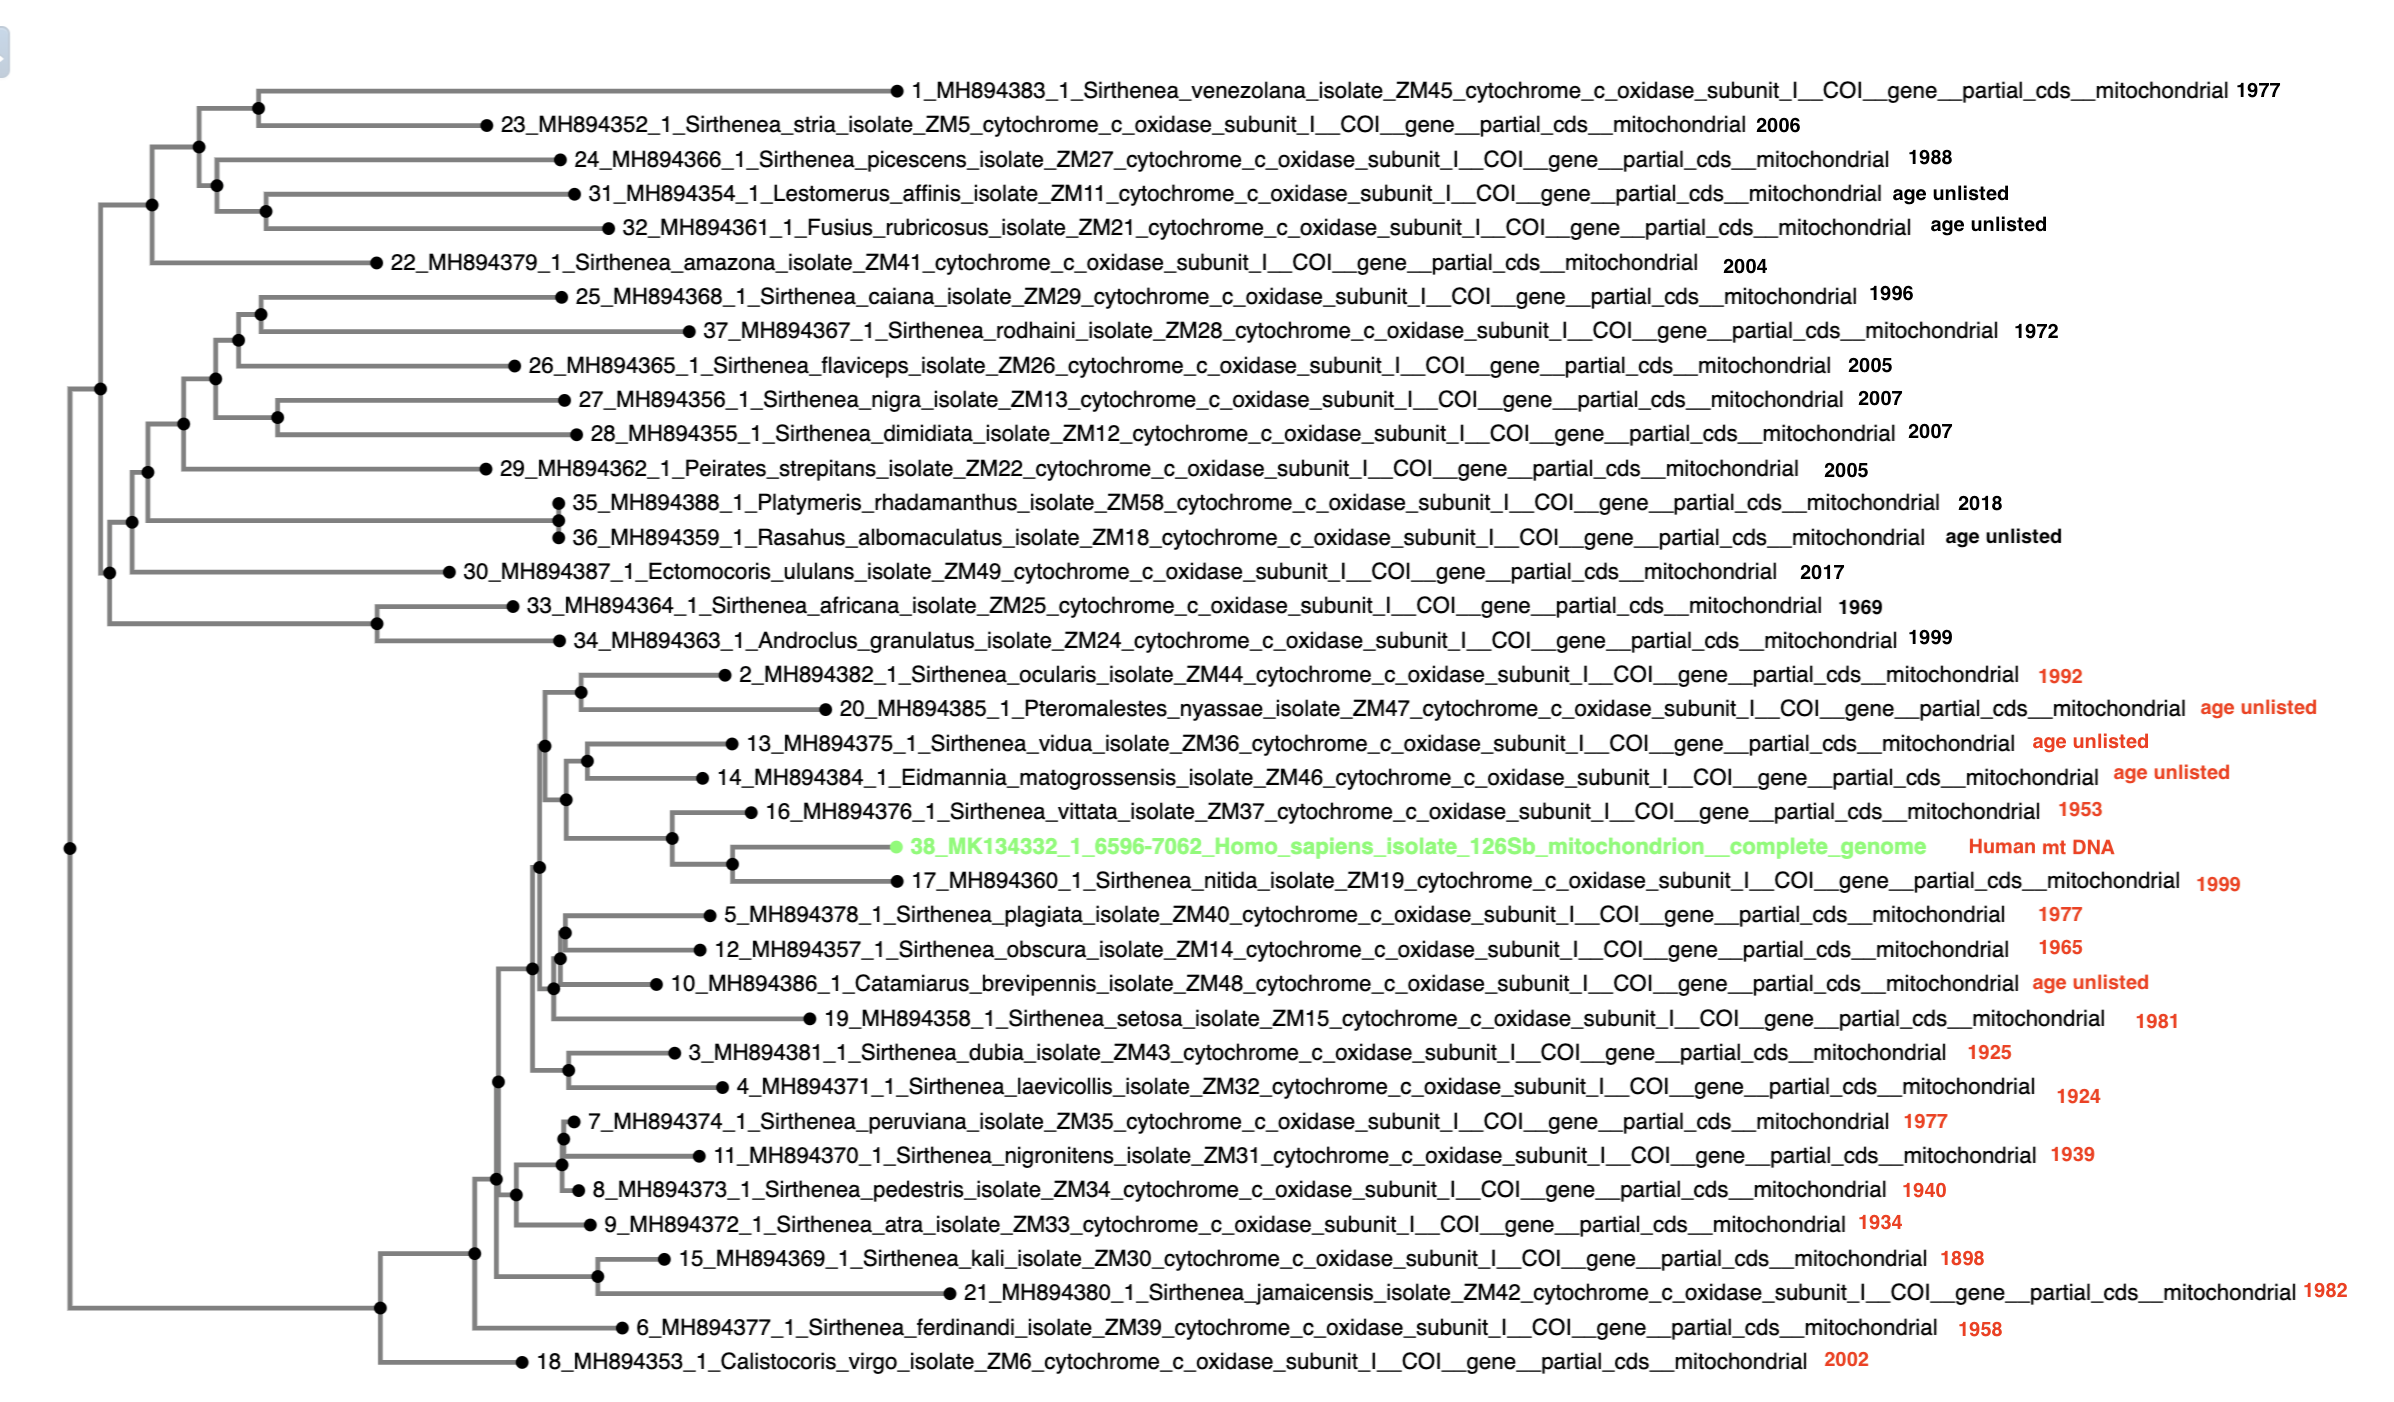 1_MH894383_1_Sirthenea_venezolana_isolate_ZM45_cytochrome_c_oxidase_subunit_I__COI__gene__partial_cds__mitochondrial 1977
23_MH894352_1_Sirthenea_stria_isolate_ZM5_cytochrome_c_oxidase_subunit_I__COI__gene__partial_cds__mitochondrial 2006
24_MH894366_1_Sirthenea_picescens_isolate_ZM27_cytochrome_c_oxidase_subunit_I__COI__gene__partial_cds__mitochondrial 1988
31_MH894354_1_Lestomerus_affinis_isolate_ZM11_cytochrome_c_oxidase_subunit_I__COI__gene__partial_cds__mitochondrial age unlisted
32_MH894361_1_Fusius_rubricosus_isolate_ZM21_cytochrome_c_oxidase_subunit_I__COI__gene__partial_cds__mitochondrial age unlisted
22_MH894379_1_Sirthenea_amazona_isolate_ZM41_cytochrome_c_oxidase_subunit_I__COI__gene__partial_cds__mitochondrial 2004
25_MH894368_1_Sirthenea_caiana_isolate_ZM29_cytochrome_c_oxidase_subunit_I__COI__gene__partial_cds__mitochondrial 1996
37_MH894367_1_Sirthenea_rodhaini_isolate_ZM28_cytochrome_c_oxidase_subunit_I__COI__gene__partial_cds__mitochondrial 1972
26_MH894365_1_Sirthenea_flaviceps_isolate_ZM26_cytochrome_c_oxidase_subunit_I__COI__gene__partial_cds__mitochondrial 2005
27_MH894356_1_Sirthenea_nigra_isolate_ZM13_cytochrome_c_oxidase_subunit_I__COI__gene__partial_cds__mitochondrial 2007
28_MH894355_1_Sirthenea_dimidiata_isolate_ZM12_cytochrome_c_oxidase_subunit_I__COI__gene__partial_cds__mitochondrial 2007
29_MH894362_1_Peirates_strepitans_isolate_ZM22_cytochrome_c_oxidase_subunit_I__COI__gene__partial_cds__mitochondrial 2005
35_MH894388_1_Platymeris_rhadamanthus_isolate_ZM58_cytochrome_c_oxidase_subunit_I__COI__gene__partial_cds__mitochondrial 2018
36_MH894359_1_Rasahus_albomaculatus_isolate_ZM18_cytochrome_c_oxidase_subunit_I__COI__gene__partial_cds__mitochondrial age unlisted
30_MH894387_1_Ectomocoris_ululans_isolate_ZM49_cytochrome_c_oxidase_subunit_I__COI__gene__partial_cds__mitochondrial 2017
33_MH894364_1_Sirthenea_africana_isolate_ZM25_cytochrome_c_oxidase_subunit_I__COI__gene__partial_cds__mitochondrial 1969
34_MH894363_1_Androclus_granulatus_isolate_ZM24_cytochrome_c_oxidase_subunit_I__COI__gene__partial_cds__mitochondrial 1999
2_MH894382_1_Sirthenea_ocularis_isolate_ZM44_cytochrome_c_oxidase_subunit_I__COI__gene__partial_cds__mitochondrial 1992
20_MH894385_1_Pteromalestes_nyassae_isolate_ZM47_cytochrome_c_oxidase_subunit_I__COI__gene__partial_cds__mitochondrial age unlisted
13_MH894375_1_Sirthenea_vidua_isolate_ZM36_cytochrome_c_oxidase_subunit_I__COI__gene__partial_cds__mitochondrial age unlisted
14_MH894384_1_Eidmannia_matogrossensis_isolate_ZM46_cytochrome_c_oxidase_subunit_I__COI__gene__partial_cds__mitochondrial age unlisted
16_MH894376_1_Sirthenea_vittata_isolate_ZM37_cytochrome_c_oxidase_subunit_I__COI__gene__partial_cds__mitochondrial 1953
38_MK134332_1_6596-7062_Homo_sapiens_isolate_126Sb_mitochondrion__complete_genome Human mt DNA
17_MH894360_1_Sirthenea_nitida_isolate_ZM19_cytochrome_c_oxidase_subunit_I__COI__gene__partial_cds__mitochondrial 1999
5_MH894378_1_Sirthenea_plagiata_isolate_ZM40_cytochrome_c_oxidase_subunit_I__COI__gene__partial_cds__mitochondrial 1977
12_MH894357_1_Sirthenea_obscura_isolate_ZM14_cytochrome_c_oxidase_subunit_I__COI__gene__partial_cds__mitochondrial 1965
10_MH894386_1_Catamiarus_brevipennis_isolate_ZM48_cytochrome_c_oxidase_subunit_I__COI__gene__partial_cds__mitochondrial age unlisted
19_MH894358_1_Sirthenea_setosa_isolate_ZM15_cytochrome_c_oxidase_subunit_I__COI__gene__partial_cds__mitochondrial 1981
3_MH894381_1_Sirthenea_dubia_isolate_ZM43_cytochrome_c_oxidase_subunit_I__COI__gene__partial_cds__mitochondrial 1925
4_MH894371_1_Sirthenea_laevicollis_isolate_ZM32_cytochrome_c_oxidase_subunit_I__COI__gene__partial_cds__mitochondrial 1924
7_MH894374_1_Sirthenea_peruviana_isolate_ZM35_cytochrome_c_oxidase_subunit_I__COI__gene__partial_cds__mitochondrial 1977
11_MH894370_1_Sirthenea_nigronitens_isolate_ZM31_cytochrome_c_oxidase_subunit_I__COI__gene__partial_cds__mitochondrial 1939
8_MH894373_1_Sirthenea_pedestris_isolate_ZM34_cytochrome_c_oxidase_subunit_I__COI__gene__partial_cds__mitochondrial 1940
9_MH894372_1_Sirthenea_atra_isolate_ZM33_cytochrome_c_oxidase_subunit_I__COI__gene__partial_cds__mitochondrial 1934
15_MH894369_1_Sirthenea_kali_isolate_ZM30_cytochrome_c_oxidase_subunit_I__COI__gene__partial_cds__mitochondrial 1898
21_MH894380_1_Sirthenea_jamaicensis_isolate_ZM42_cytochrome_c_oxidase_subunit_I__COI__gene__partial_cds__mitochondrial 1982
6_MH894377_1_Sirthenea_ferdinandi_isolate_ZM39_cytochrome_c_oxidase_subunit_I__COI__gene__partial_cds__mitochondrial 1958
18_MH894353_1_Calistocoris_virgo_isolate_ZM6_cytochrome_c_oxidase_subunit_I__COI__gene__partial_cds__mitochondrial 2002